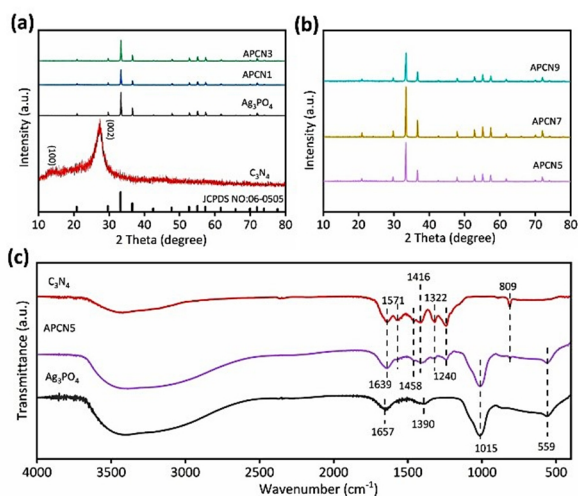 (a)
APCN3
APCN1
Ag₃PO₄
(100)
(002)
C₃N₄
JCPDS NO:06-0505
10 20 30 40 50 60 70 80
2 Theta (degree)
Intensity (a.u.)
(b)
APCN9
APCN7
APCN5
10 20 30 40 50 60 70 80
2 Theta (degree)
Intensity (a.u.)
(c)
C₃N₄
APCN5
Ag₃PO₄
1416
1571 1322
809
1639 1458 1240
1657 1390
1015 559
4000 3500 3000 2500 2000 1500 1000 500
Wavenumber (cm⁻¹)
Transmittance (a.u.)